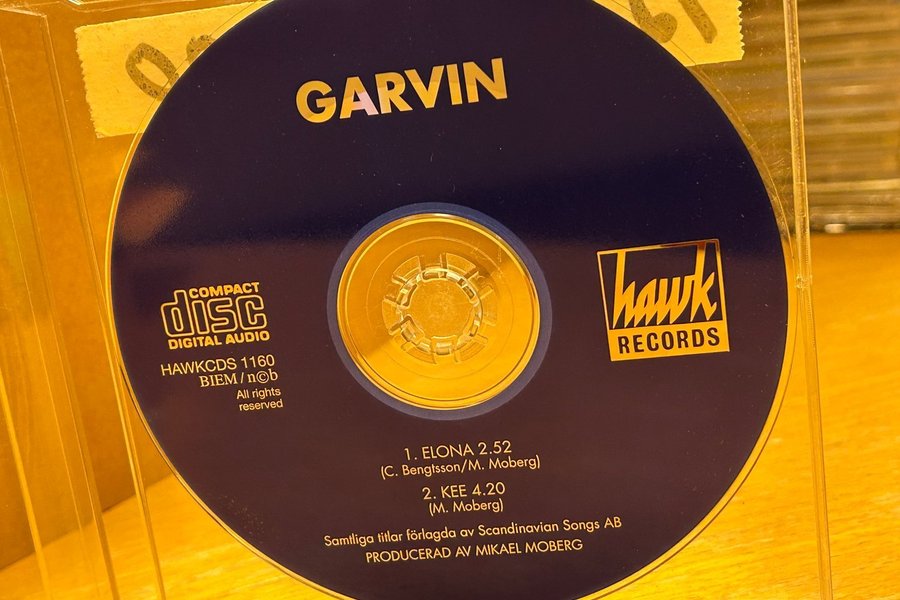 GARVIN
COMPACT
disc
DIGITAL AUDIO
HAWKCDS 1160
BIEM / n©b
All rights
reserved
hawk
RECORDS
1. ELONA 2.52
(C. Bengtsson/M. Moberg)
2. KEE 4.20
(M. Moberg)
Samtliga titlar förlagda av Scandinavian Songs AB
PRODUCERAD AV MIKAEL MOBERG